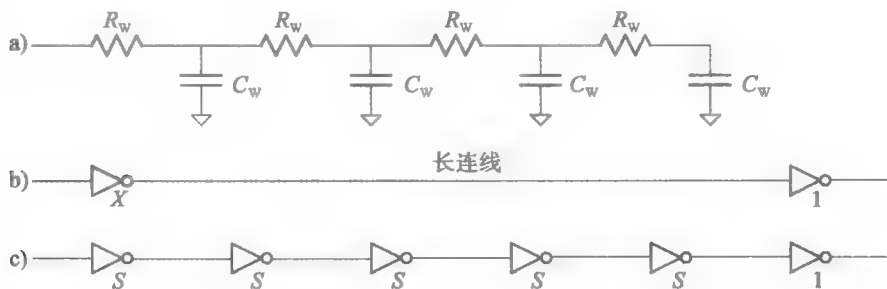 a) R_W R_W R_W R_W
C_W C_W C_W C_W
长连线
b) X 1
c) S S S S S 1